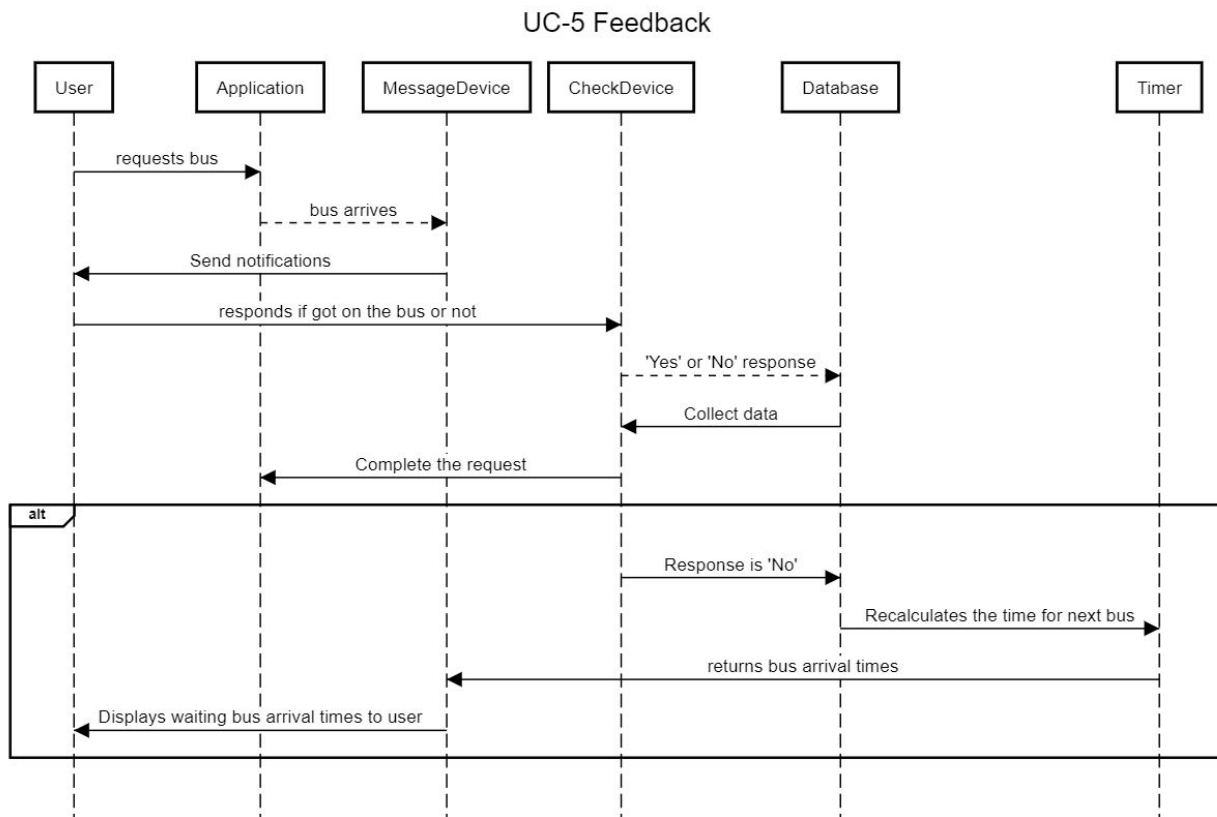 UC-5 Feedback
User
Application
MessageDevice
CheckDevice
Database
Timer
requests bus
bus arrives
Send notifications
responds if got on the bus or not
'Yes' or 'No' response
Collect data
Complete the request
alt
Response is 'No'
Recalculates the time for next bus
returns bus arrival times
Displays waiting bus arrival times to user